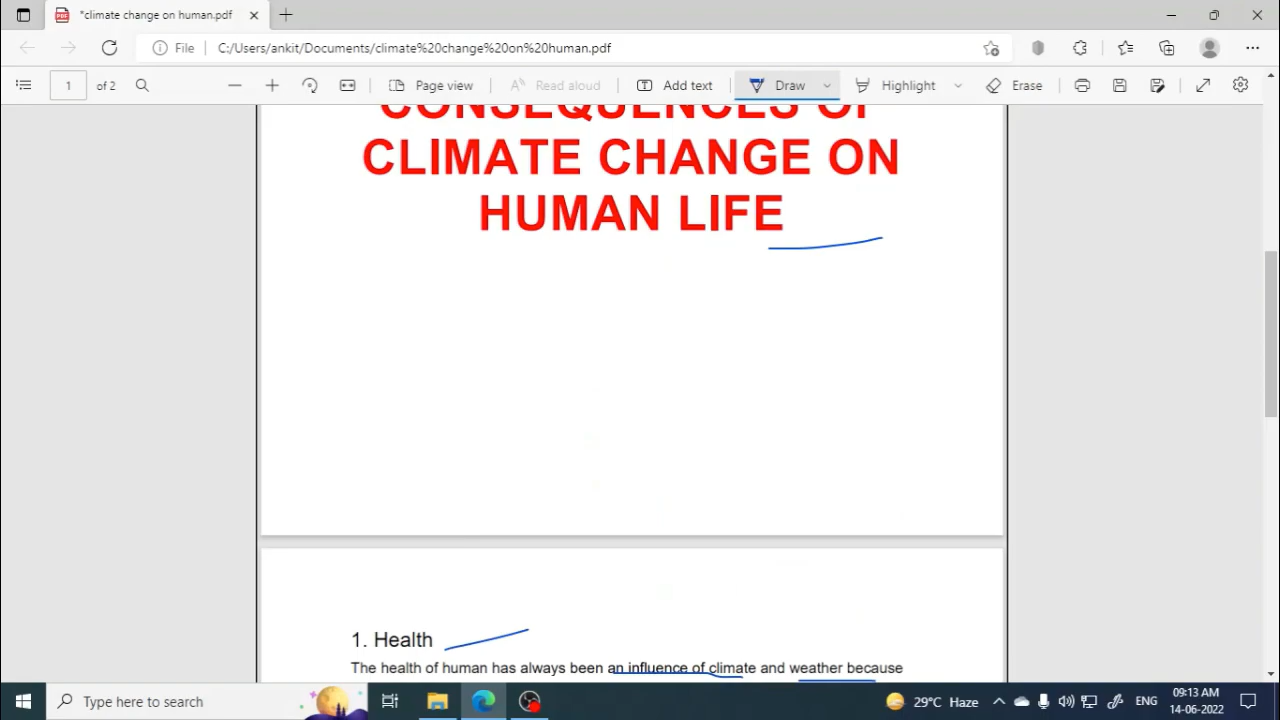 *climate change on human.pdf
File
C:/Users/ankit/Documents/climate%20change%20on%20human.pdf
1 of 2
Page view
Read aloud
Add text
Draw
Highlight
Erase
CONSEQUENCES OF
CLIMATE CHANGE ON
HUMAN LIFE
1. Health
The health of human has always been an influence of climate and weather because
Type here to search
29°C Haze
ENG
09:13 AM
14-06-2022